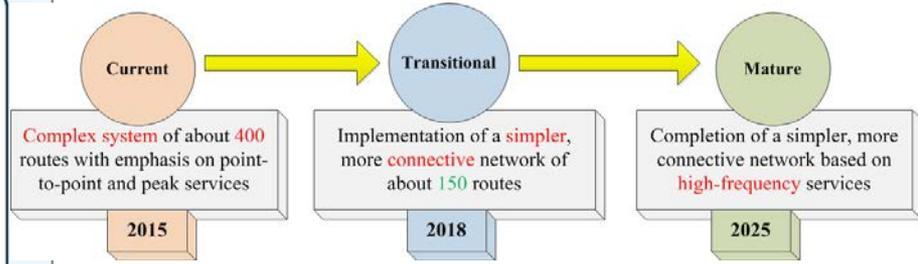 Current
Transitional
Mature
Complex system of about 400
routes with emphasis on point-
to-point and peak services
Implementation of a simpler,
more connective network of
about 150 routes
Completion of a simpler, more
connective network based on
high-frequency services
2015
2018
2025